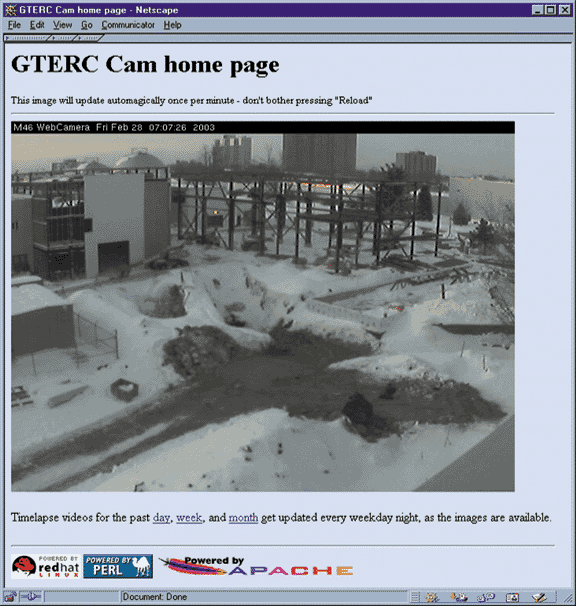 GTERC Cam home page - Netscape
File Edit View Go Communicator Help
GTERC Cam home page
This image will update automagically once per minute - don't bother pressing "Reload"
M46 WebCamera Fri Feb 28 07:07:26 2003
Timelapse videos for the past day, week, and month get updated every weekday night, as the images are available.
POWERED BY
redhat
LINUX
POWERED BY
PERL
Powered by
APACHE
Document: Done